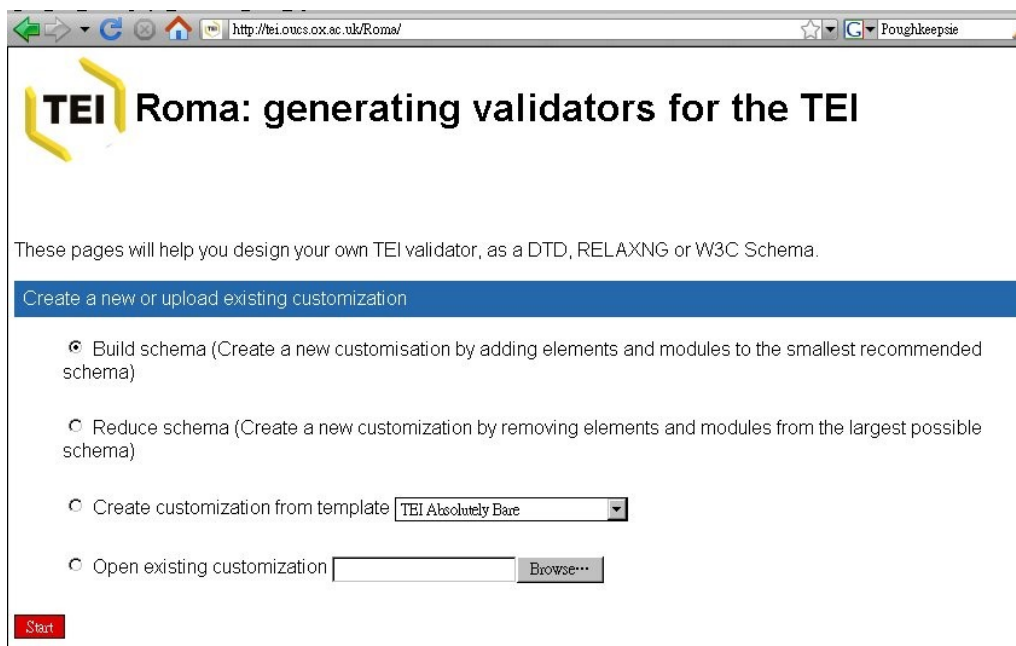 http://tei.oucs.ox.ac.uk/Roma/
G Poughkeepsie
TEI Roma: generating validators for the TEI
These pages will help you design your own TEI validator, as a DTD, RELAXNG or W3C Schema.
Create a new or upload existing customization
Build schema (Create a new customisation by adding elements and modules to the smallest recommended
schema)
Reduce schema (Create a new customization by removing elements and modules from the largest possible
schema)
Create customization from template TEI Absolutely Bare
Open existing customization Browse···
Start